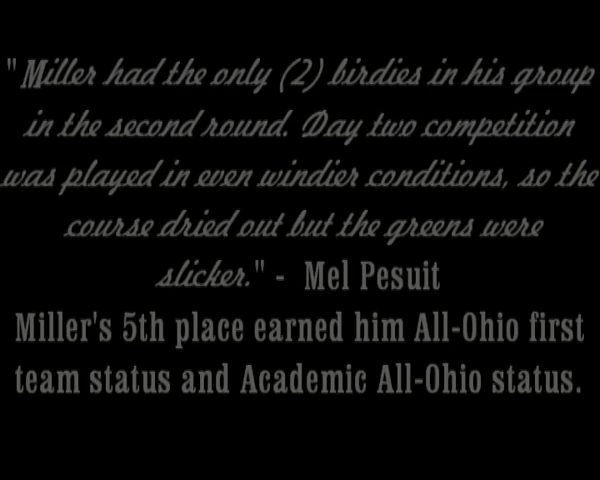 "Miller had the only (2) birdies in his group
in the second round. Day two competition
was played in even windier conditions, so the
course dried out but the greens were
slicker." - Mel Pesuit
Miller's 5th place earned him All-Ohio first
team status and Academic All-Ohio status.